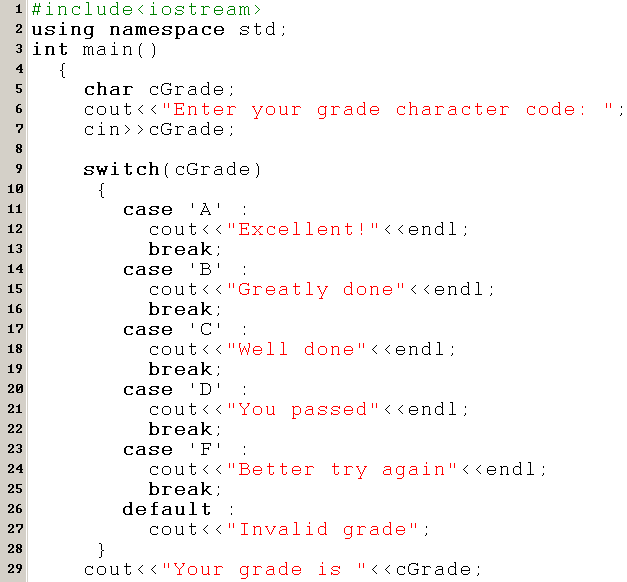 1 #include<iostream>
2 using namespace std;
3 int main()
4 {
5 char cGrade;
6 cout<<"Enter your grade character code: ";
7 cin>>cGrade;
8
9 switch(cGrade)
10 {
11 case 'A' :
12 cout<<"Excellent!"<<endl;
13 break;
14 case 'B' :
15 cout<<"Greatly done"<<endl;
16 break;
17 case 'C' :
18 cout<<"Well done"<<endl;
19 break;
20 case 'D' :
21 cout<<"You passed"<<endl;
22 break;
23 case 'F' :
24 cout<<"Better try again"<<endl;
25 break;
26 default :
27 cout<<"Invalid grade";
28 }
29 cout<<"Your grade is "<<cGrade;